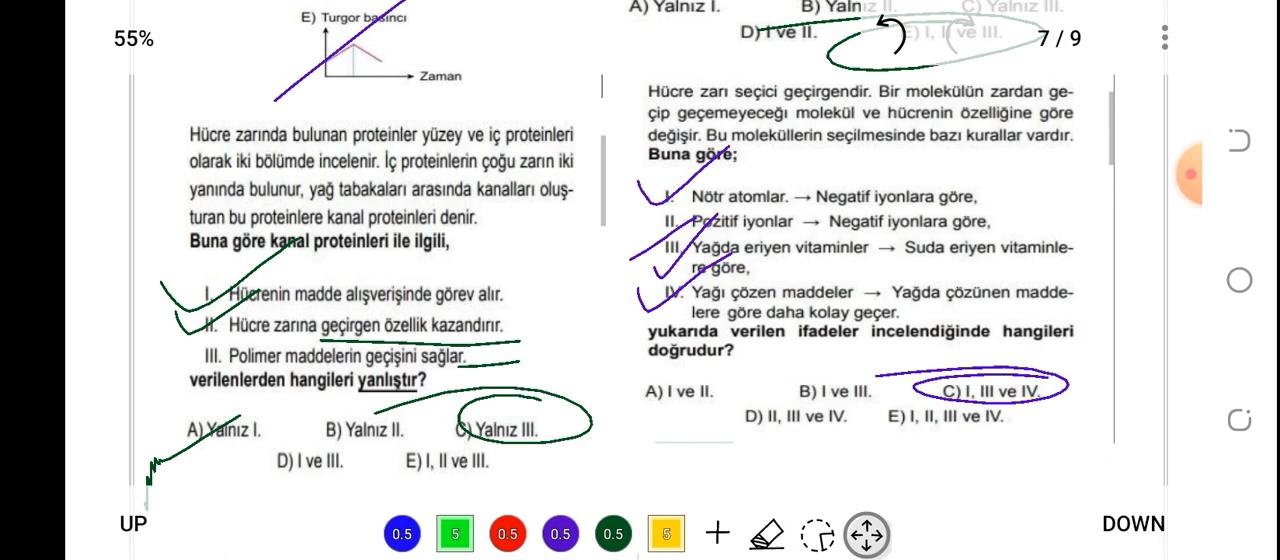 55%
E) Turgor basıncı
Zaman
Hücre zarında bulunan proteinler yüzey ve iç proteinleri
olarak iki bölümde incelenir. İç proteinlerin çoğu zarın iki
yanında bulunur, yağ tabakaları arasında kanalları oluş-
turan bu proteinlere kanal proteinleri denir.
Buna göre kanal proteinleri ile ilgili,
I. Hücrenin madde alışverişinde görev alır.
II. Hücre zarına geçirgen özellik kazandırır.
III. Polimer maddelerin geçişini sağlar.
verilenlerden hangileri yanlıştır?
A) Yalnız I. B) Yalnız II. C) Yalnız III.
D) I ve III. E) I, II ve III.
A) Yalnız I. B) Yalnız II. C) Yalnız III.
D) I ve II. E) I, II ve III.
7 / 9
Hücre zarı seçici geçirgendir. Bir molekülün zardan ge-
çip geçemeyeceği molekül ve hücrenin özelliğine göre
değişir. Bu moleküllerin seçilmesinde bazı kurallar vardır.
Buna göre;
I. Nötr atomlar. → Negatif iyonlara göre,
II. Pozitif iyonlar → Negatif iyonlara göre,
III. Yağda eriyen vitaminler → Suda eriyen vitaminle-
re göre,
IV. Yağı çözen maddeler → Yağda çözünen madde-
lere göre daha kolay geçer.
yukarıda verilen ifadeler incelendiğinde hangileri
doğrudur?
A) I ve II. B) I ve III. C) I, III ve IV.
D) II, III ve IV. E) I, II, III ve IV.
UP
0.5 5 0.5 0.5 0.5 5
DOWN